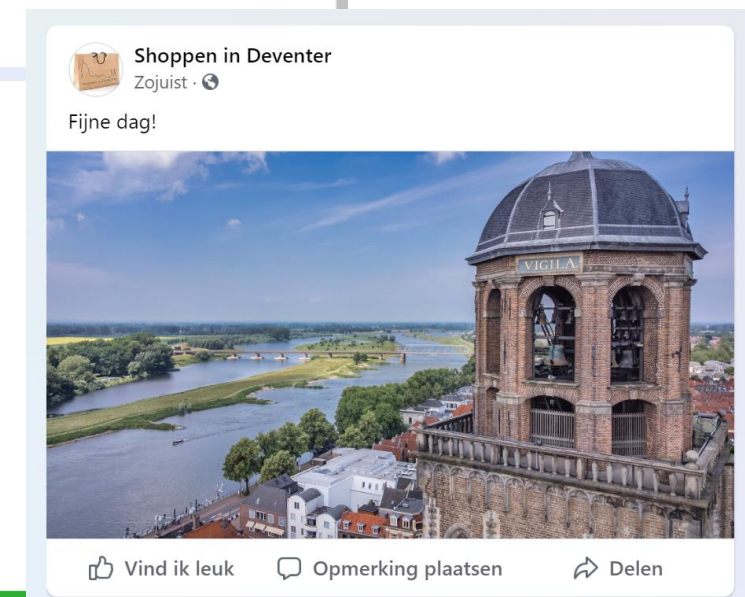 Shoppen in Deventer
Zojuist ·
Fijne dag!
VIGILA
Vind ik leuk
Opmerking plaatsen
Delen